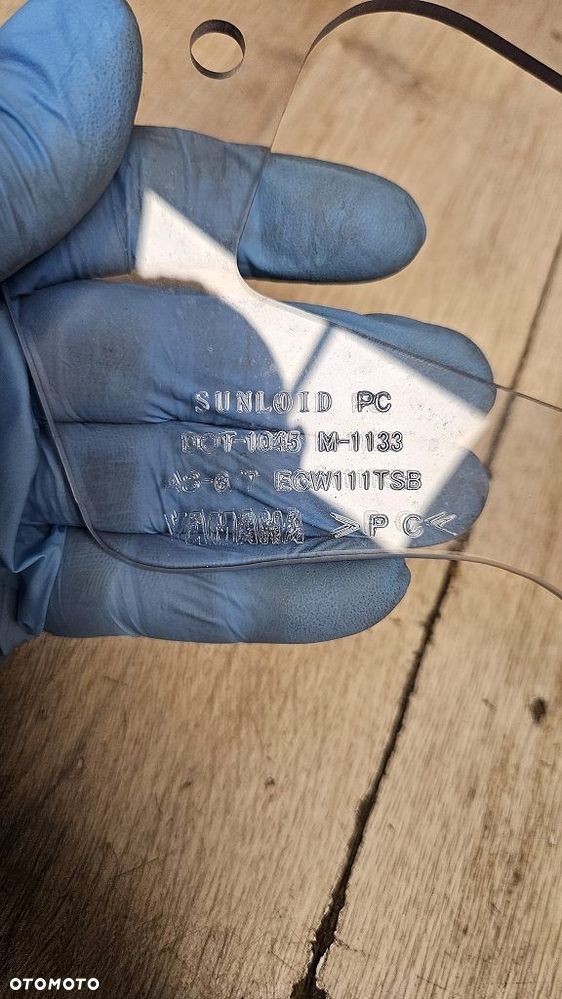 SUNLOID PC
DOT-1045 M-1133
AS-6.7 ECW111TSB
YAMAHA >PC<
OTOMOTO